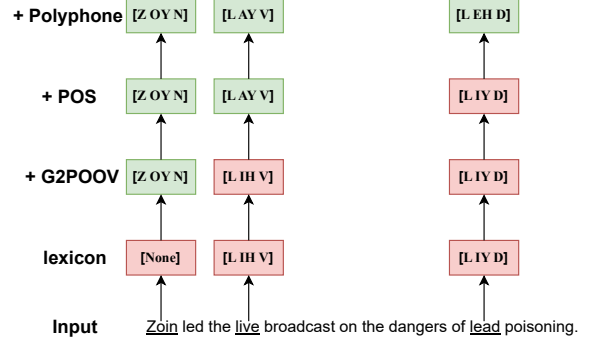 + Polyphone [Z OY N] [L AY V] [L EH D]
+ POS [Z OY N] [L AY V] [L IY D]
+ G2POOV [Z OY N] [L IH V] [L IY D]
lexicon [None] [L IH V] [L IY D]
Input Zoin led the live broadcast on the dangers of lead poisoning.